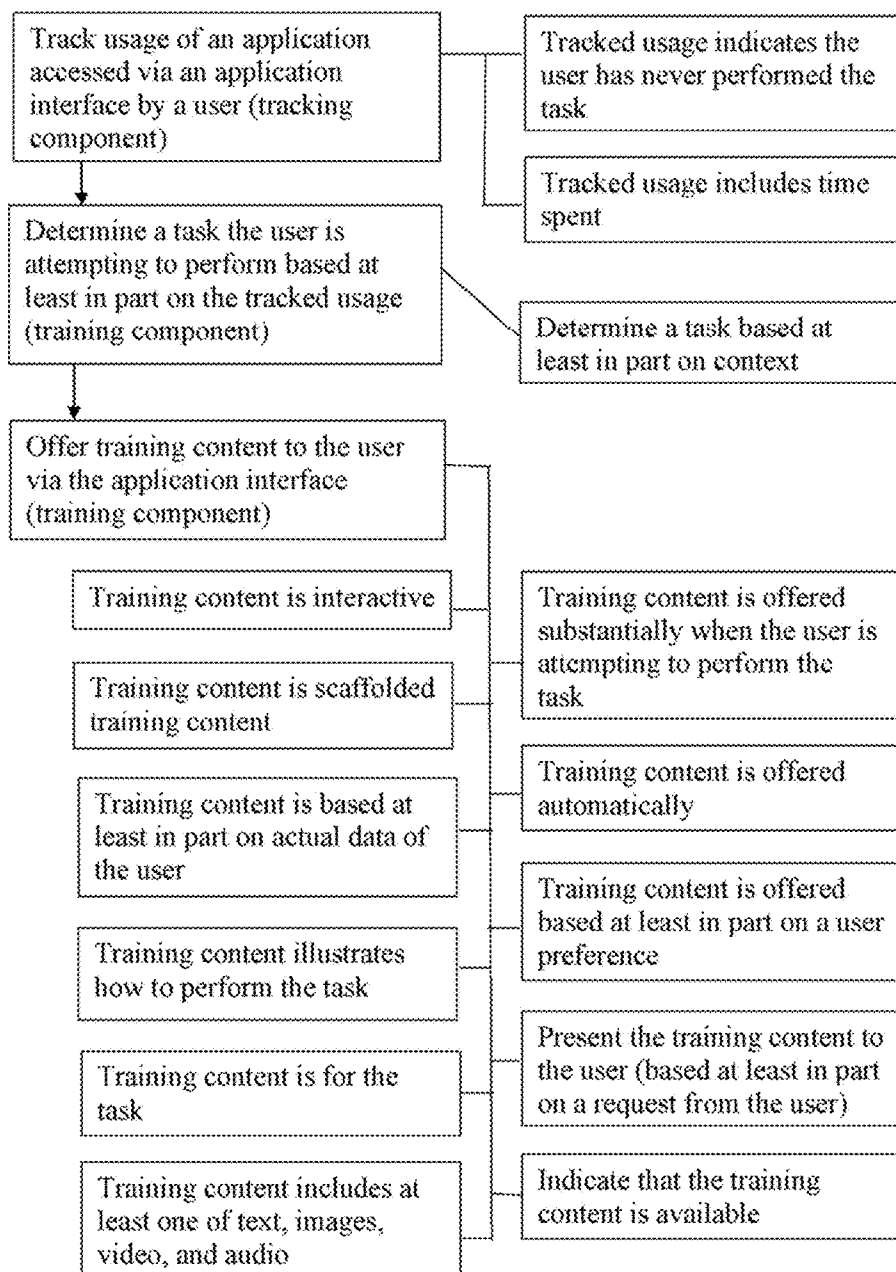 Track usage of an application
accessed via an application
interface by a user (tracking
component)
Tracked usage indicates the
user has never performed the
task
Tracked usage includes time
spent
Determine a task the user is
attempting to perform based at
least in part on the tracked usage
(training component)
Determine a task based at
least in part on context
Offer training content to the user
via the application interface
(training component)
Training content is interactive
Training content is scaffolded
training content
Training content is based at
least in part on actual data of
the user
Training content illustrates
how to perform the task
Training content is for the
task
Training content includes at
least one of text, images,
video, and audio
Training content is offered
substantially when the user is
attempting to perform the
task
Training content is offered
automatically
Training content is offered
based at least in part on a user
preference
Present the training content to
the user (based at least in part
on a request from the user)
Indicate that the training
content is available